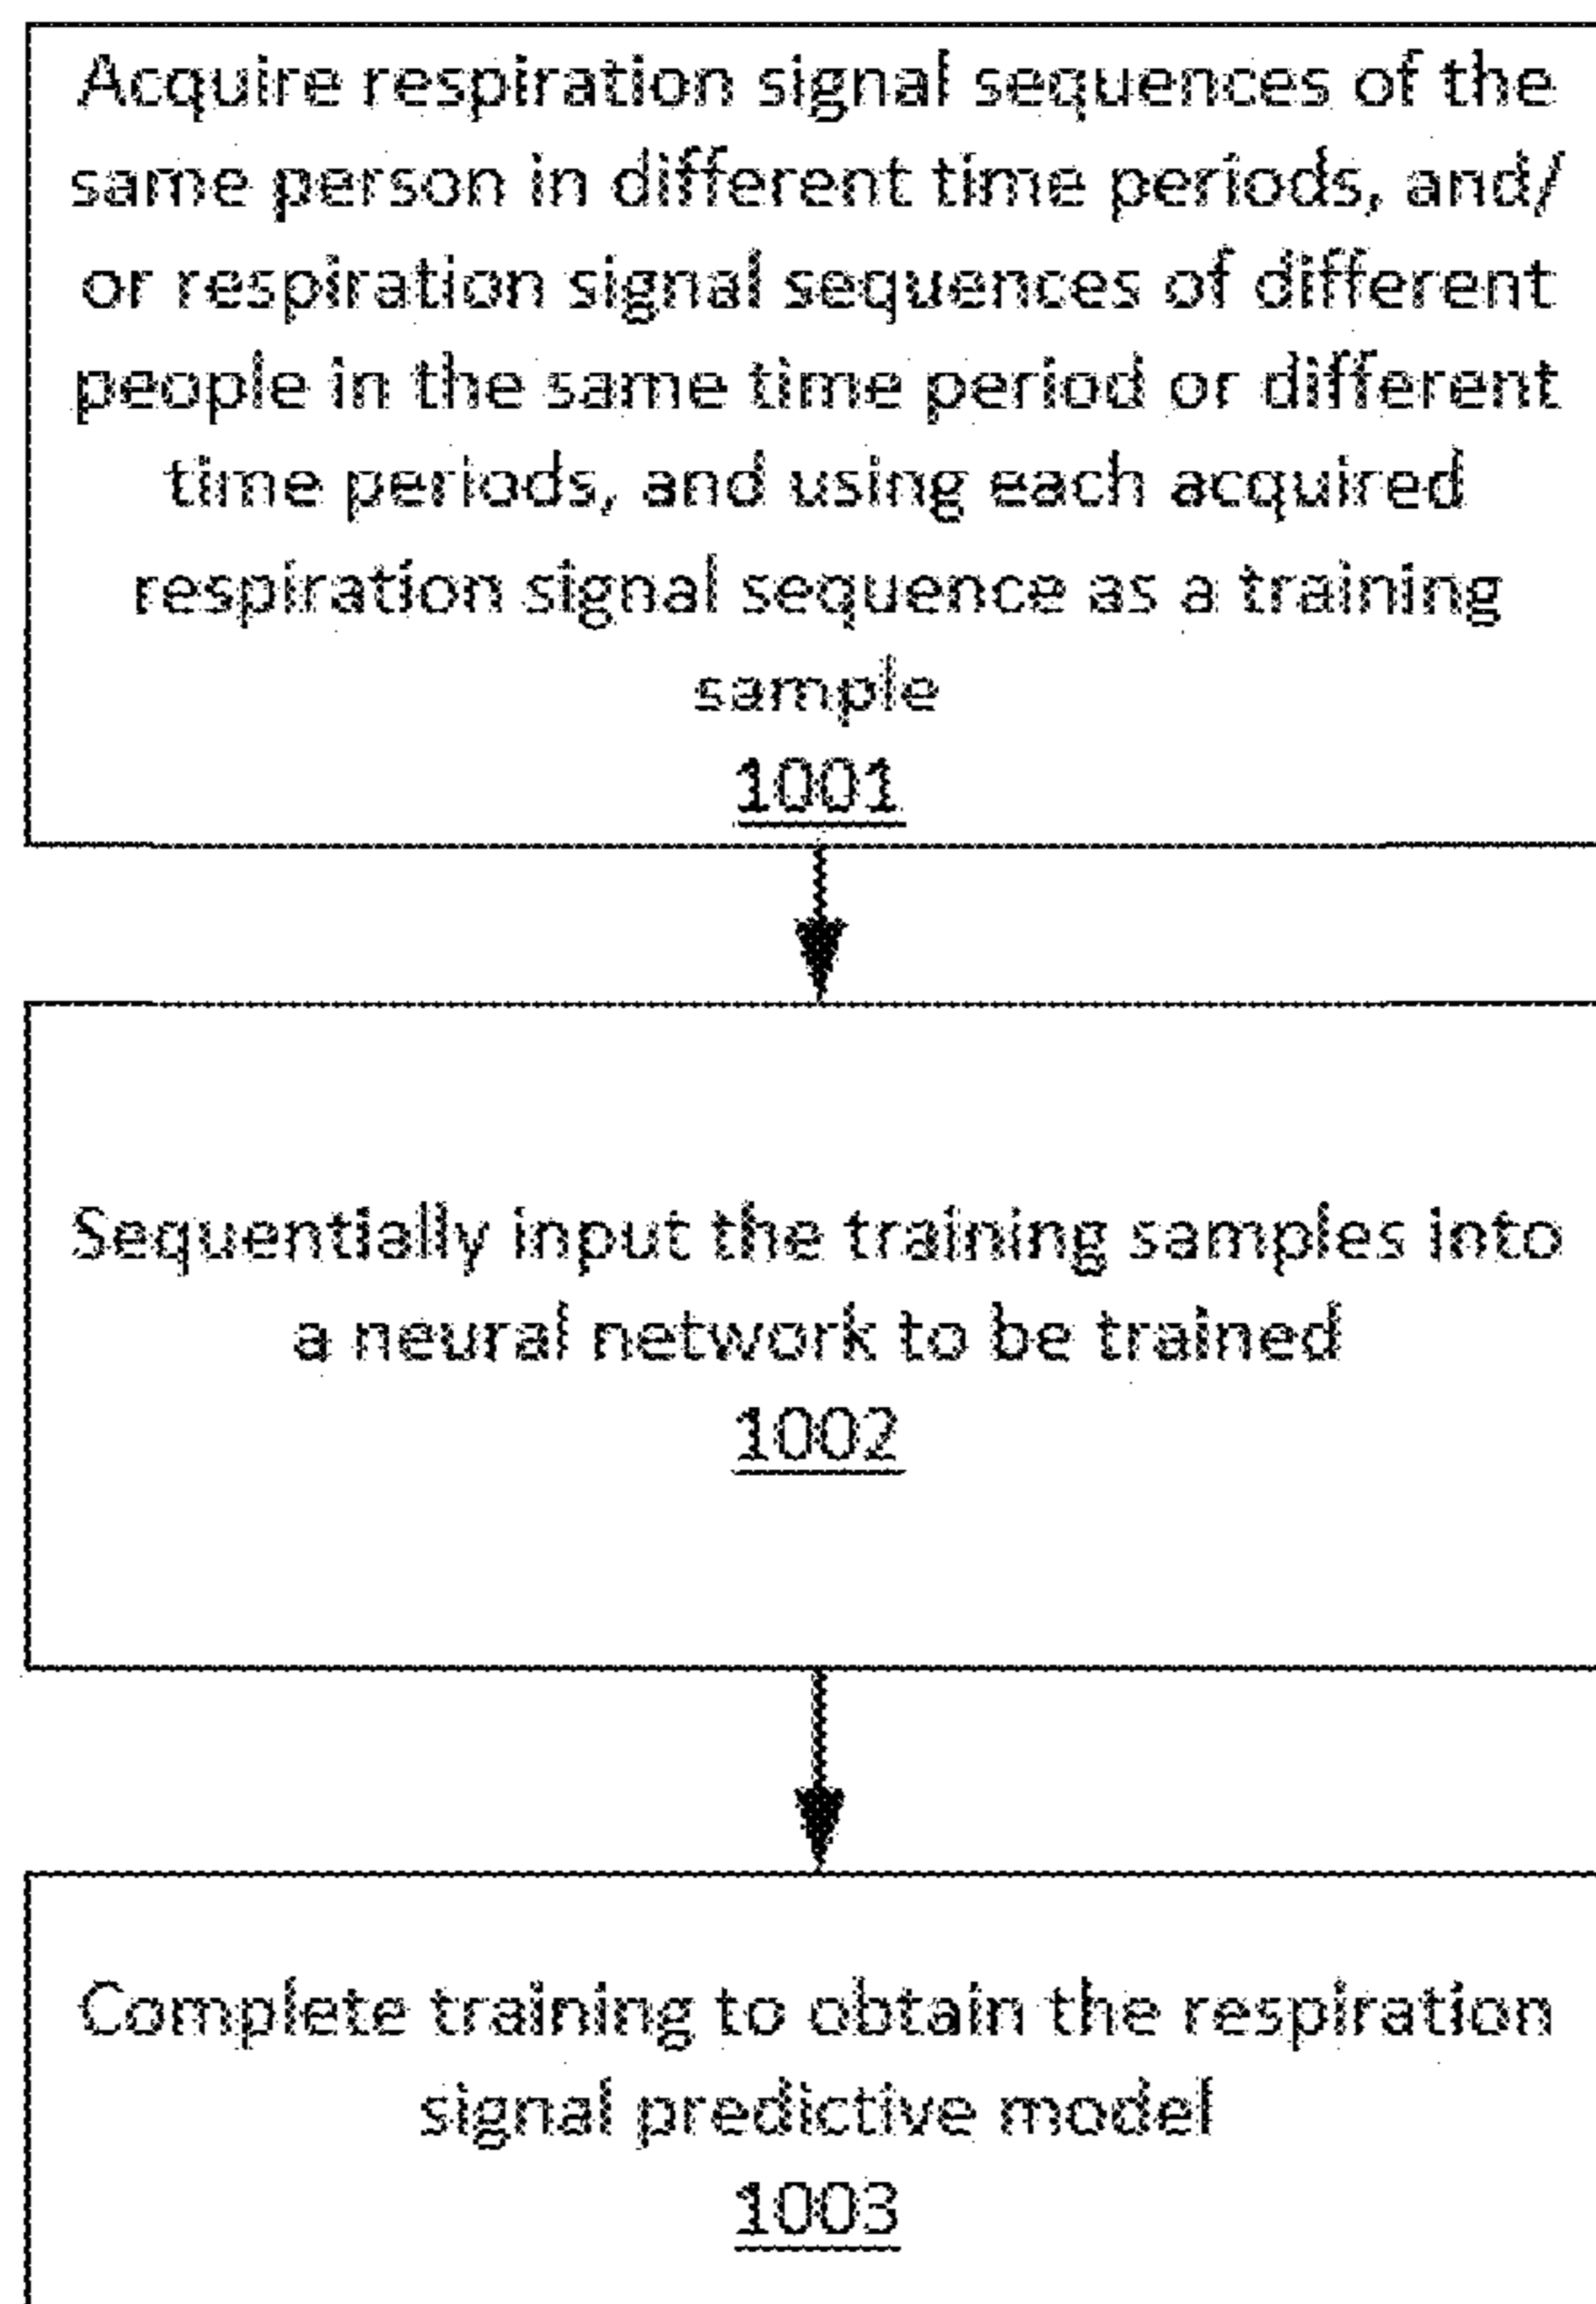 Acquire respiration signal sequences of the
same person in different time periods, and/
or respiration signal sequences of different
people in the same time period or different
time periods, and using each acquired
respiration signal sequence as a training
sample
1001
Sequentially input the training samples into
a neural network to be trained
1002
Complete training to obtain the respiration
signal predictive model
1003